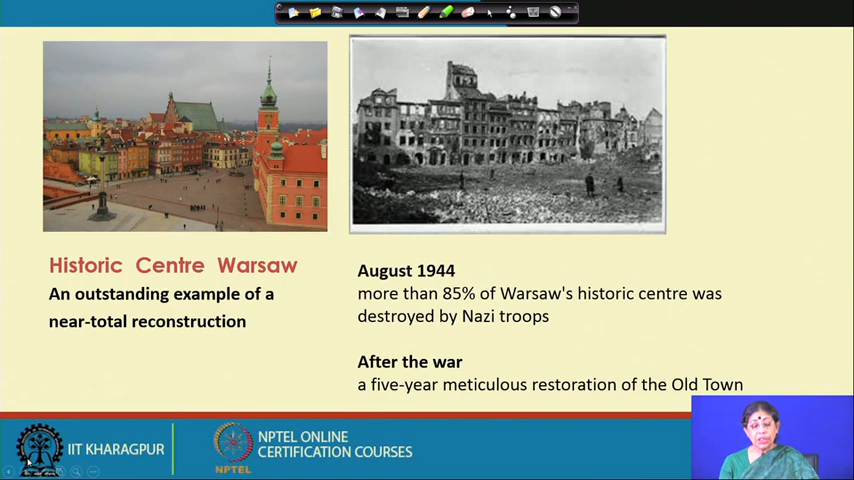 Historic Centre Warsaw
An outstanding example of a
near-total reconstruction
August 1944
more than 85% of Warsaw's historic centre was
destroyed by Nazi troops
After the war
a five-year meticulous restoration of the Old Town
IIT KHARAGPUR
NPTEL
NPTEL ONLINE
CERTIFICATION COURSES